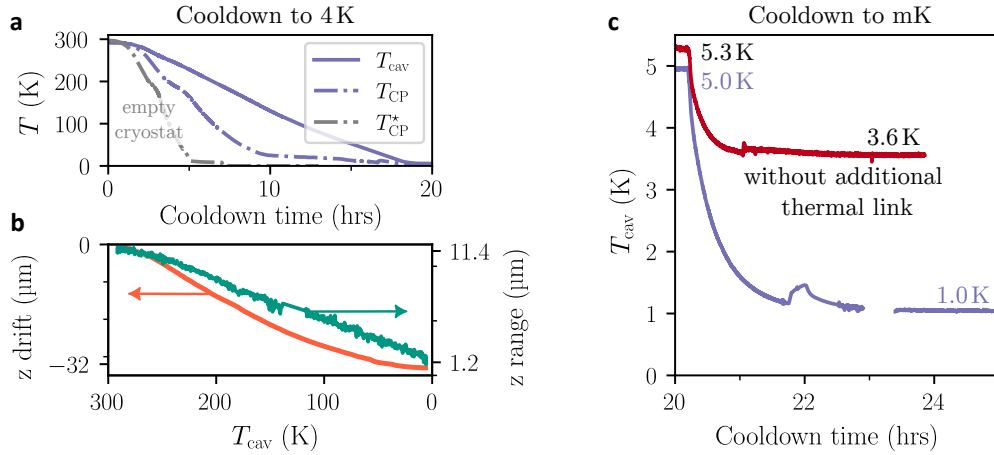 a
Cooldown to 4 K
300
200
100
0
T (K)
T_cav
T_CP
T*_CP
empty
cryostat
0
10
20
Cooldown time (hrs)
b
0
−32
z drift (μm)
11.4
1.2
z range (μm)
300
200
100
0
T_cav (K)
c
Cooldown to mK
5.3 K
5.0 K
3.6 K
without additional
thermal link
1.0 K
5
4
3
2
1
0
T_cav (K)
20
22
24
Cooldown time (hrs)